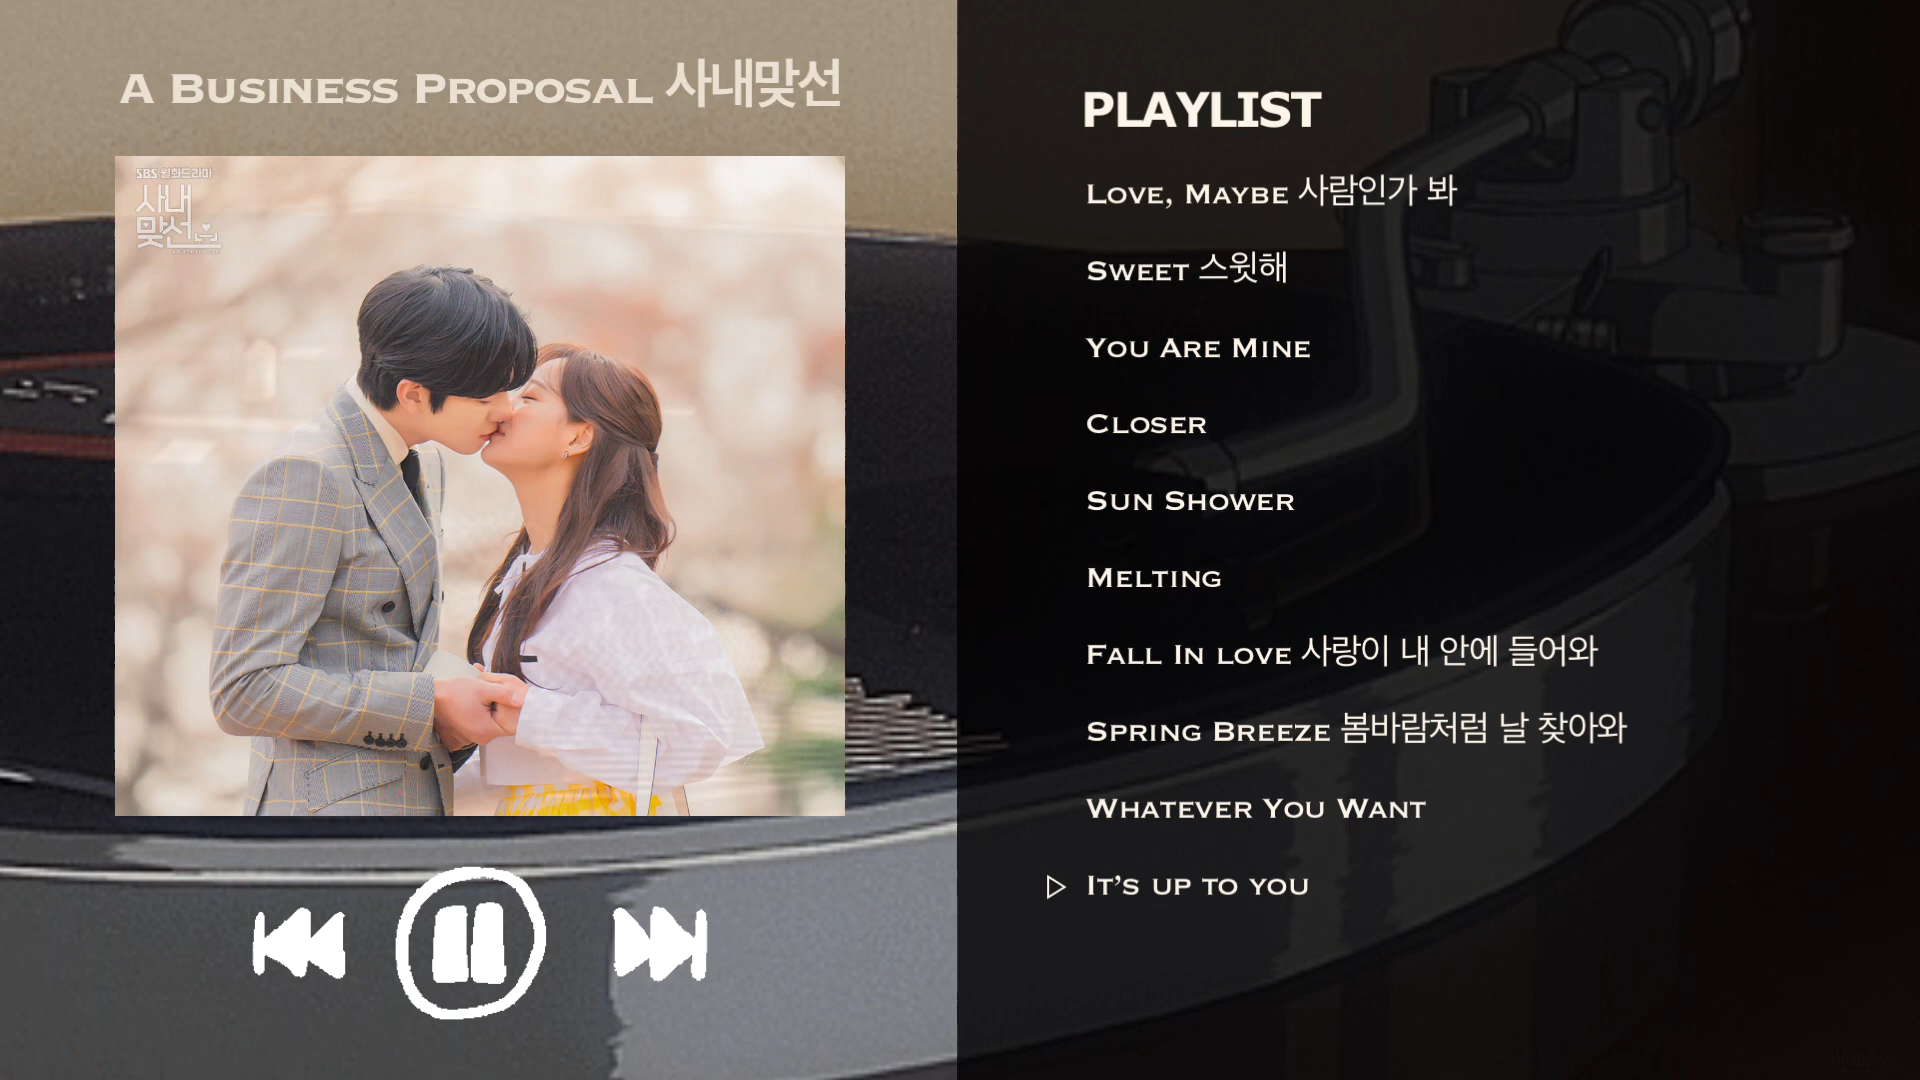 A Business Proposal 사내맞선
SBS 월화드라마
사내
맞선
PLAYLIST
Love, Maybe 사람인가 봐
Sweet 스윗해
You Are Mine
Closer
Sun Shower
Melting
Fall In love 사랑이 내 안에 들어와
Spring Breeze 봄바람처럼 날 찾아와
Whatever You Want
It’s up to you